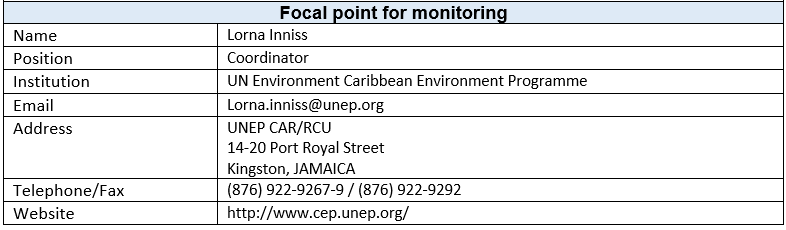 Focal point for monitoring
Name Lorna Inniss
Position Coordinator
Institution UN Environment Caribbean Environment Programme
Email Lorna.inniss@unep.org
Address UNEP CAR/RCU
14-20 Port Royal Street
Kingston, JAMAICA
Telephone/Fax (876) 922-9267-9 / (876) 922-9292
Website http://www.cep.unep.org/